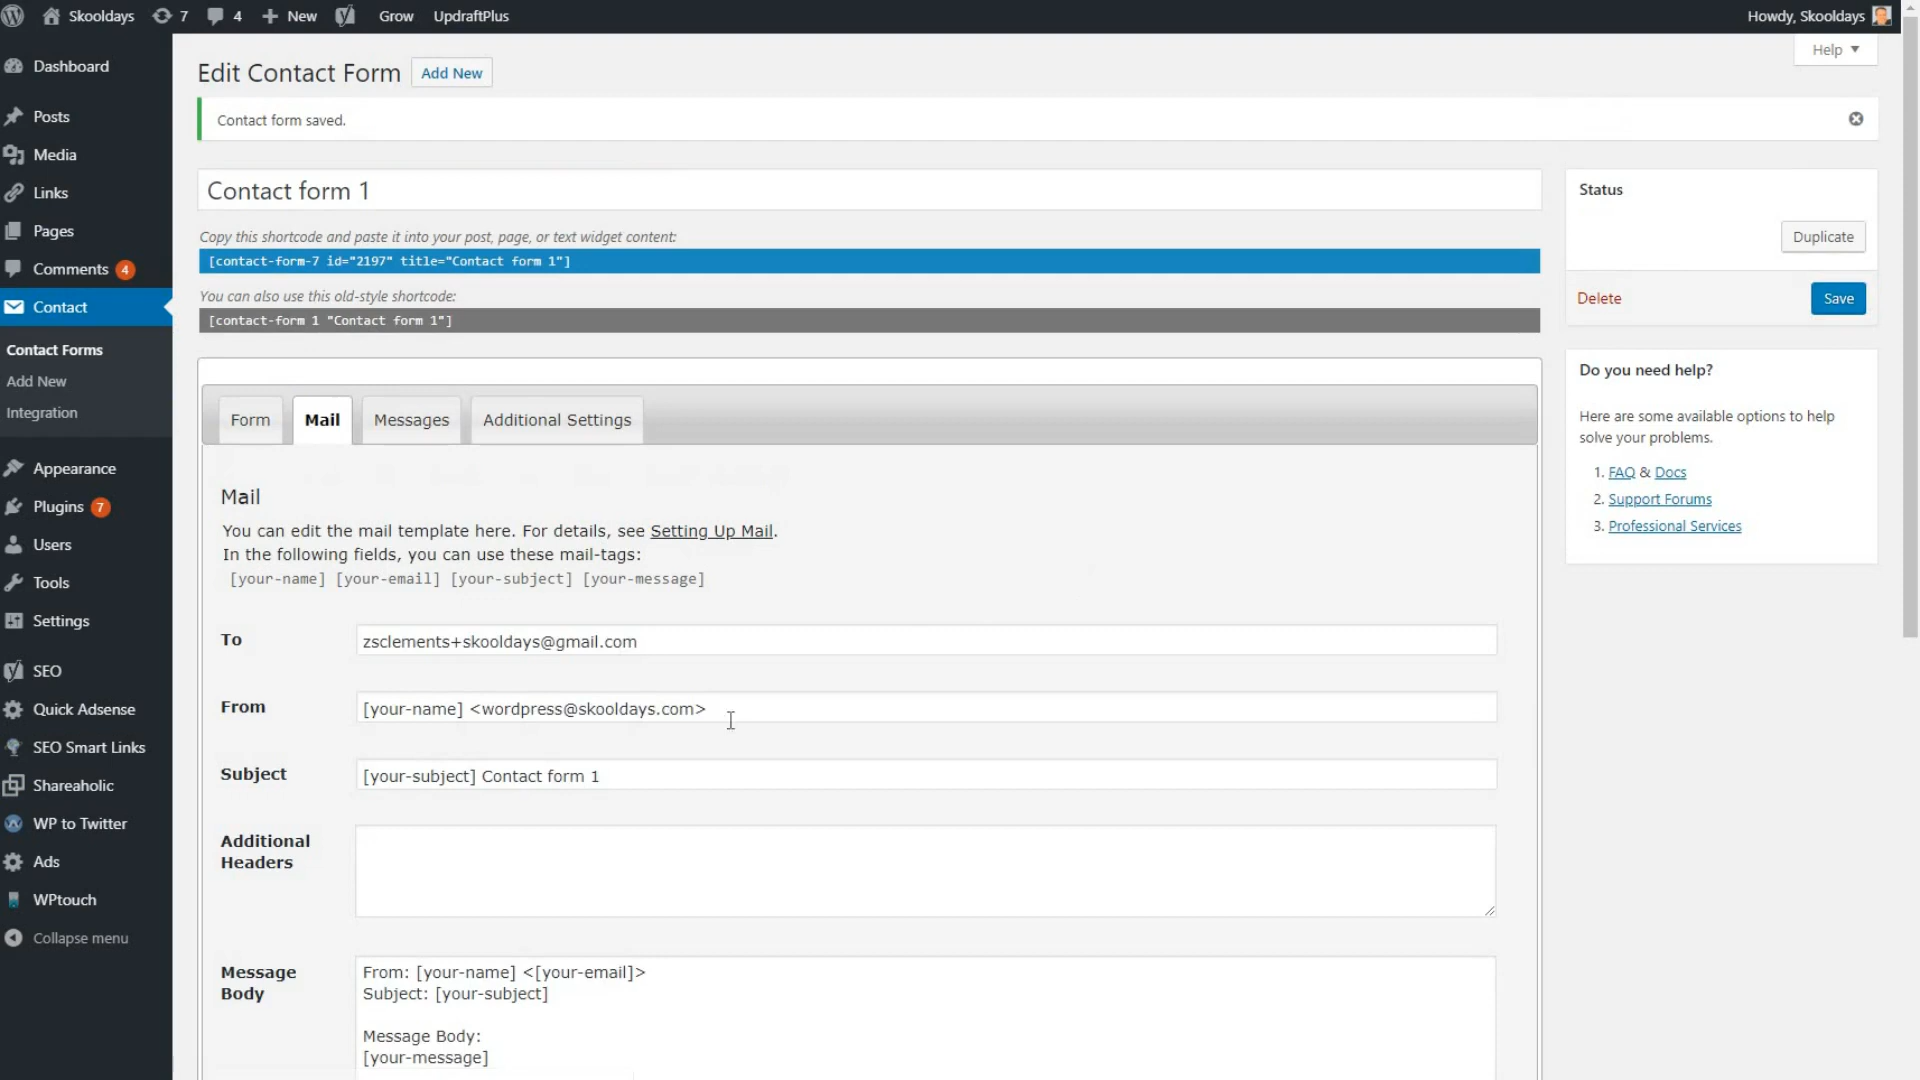 Skooldays 7 4 New Grow UpdraftPlus Howdy, Skooldays
Help
Dashboard
Posts
Media
Links
Pages
Comments 4
Contact
Contact Forms
Add New
Integration
Appearance
Plugins 7
Users
Tools
Settings
SEO
Quick Adsense
SEO Smart Links
Shareaholic
WP to Twitter
Ads
WPtouch
Collapse menu
Edit Contact Form Add New
Contact form saved.
Contact form 1
Copy this shortcode and paste it into your post, page, or text widget content:
[contact-form-7 id="2197" title="Contact form 1"]
You can also use this old-style shortcode:
[contact-form 1 "Contact form 1"]
Form Mail Messages Additional Settings
Mail
You can edit the mail template here. For details, see Setting Up Mail.
In the following fields, you can use these mail-tags:
[your-name] [your-email] [your-subject] [your-message]
To zsclements+skooldays@gmail.com
From [your-name] <wordpress@skooldays.com>
Subject [your-subject] Contact form 1
Additional
Headers
Message
Body
From: [your-name] <[your-email]>
Subject: [your-subject]
Message Body:
[your-message]
Status
Duplicate
Delete Save
Do you need help?
Here are some available options to help
solve your problems.
1. FAQ & Docs
2. Support Forums
3. Professional Services